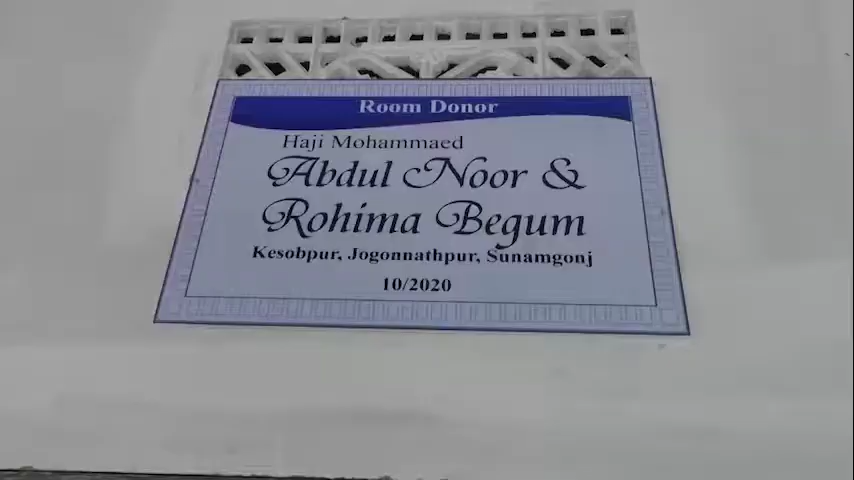 Room Donor
Haji Mohammaed
Abdul Noor &
Rohima Begum
Kesobpur, Jogonnathpur, Sunamgonj
10/2020